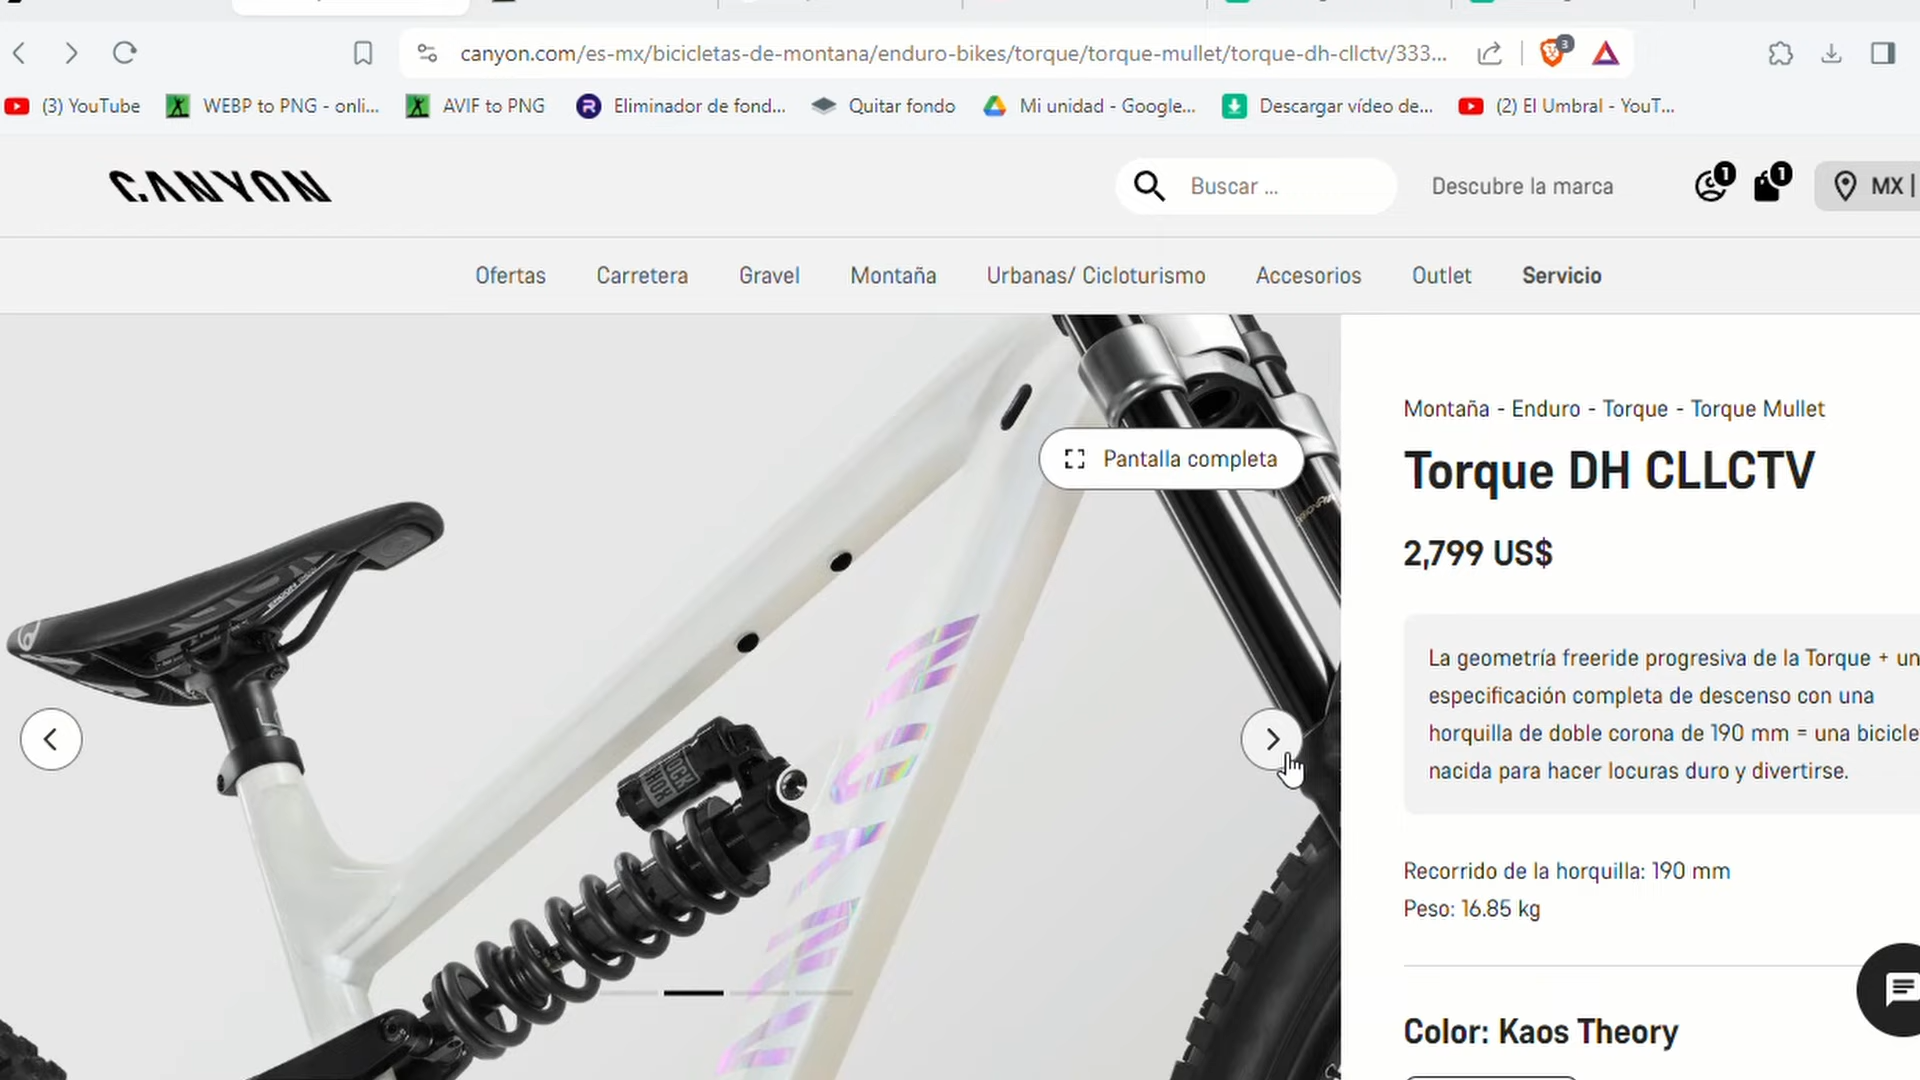 canyon.com/es-mx/bicicletas-de-montana/enduro-bikes/torque/torque-mullet/torque-dh-cllctv/333...
3
(3) YouTube
WEBP to PNG - onli...
AVIF to PNG
Eliminador de fond...
Quitar fondo
Mi unidad - Google...
Descargar vídeo de...
(2) El Umbral - YouT...
CANYON
Buscar ...
Descubre la marca
1
1
MX |
Ofertas
Carretera
Gravel
Montaña
Urbanas/ Cicloturismo
Accesorios
Outlet
Servicio
Pantalla completa
Montaña - Enduro - Torque - Torque Mullet
Torque DH CLLCTV
2,799 US$
La geometría freeride progresiva de la Torque + un
especificación completa de descenso con una
horquilla de doble corona de 190 mm = una bicicle
nacida para hacer locuras duro y divertirse.
Recorrido de la horquilla: 190 mm
Peso: 16.85 kg
Color: Kaos Theory